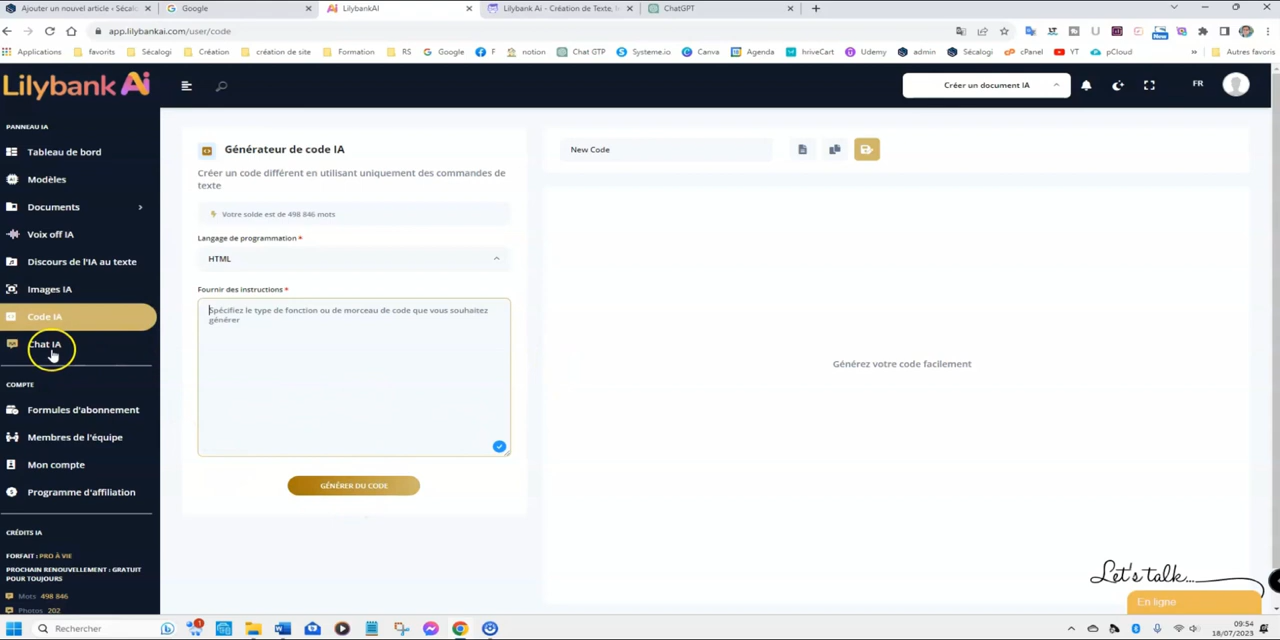 Ajouter un nouvel article ‹ Sécalo
Google
LilybankAI
Lilybank Ai - Création de Texte, M
ChatGPT
app.lilybankai.com/user/code
Applications favorits Sécalogi Création création de site Formation RS Google F notion Chat GTP Systeme.io Canva Agenda hriveCart Udemy admin Sécalogi cPanel YT pCloud » Autres favoris
Lilybank Ai
Créer un document IA
FR
PANNEAU IA
Tableau de bord
Modèles
Documents
Voix off IA
Discours de l'IA au texte
Images IA
Code IA
Chat IA
COMPTE
Formules d'abonnement
Membres de l'équipe
Mon compte
Programme d'affiliation
CRÉDITS IA
FORFAIT : PRO À VIE
PROCHAIN RENOUVELLEMENT : GRATUIT
POUR TOUJOURS
Mots 498 846
Photos 202
Générateur de code IA
Créer un code différent en utilisant uniquement des commandes de
texte
Votre solde est de 498 846 mots
Langage de programmation *
HTML
Fournir des instructions *
Spécifiez le type de fonction ou de morceau de code que vous souhaitez
générer
GÉNÉRER DU CODE
New Code
Générez votre code facilement
Let's talk...
En ligne
Rechercher
1
09:54
18/07/2023